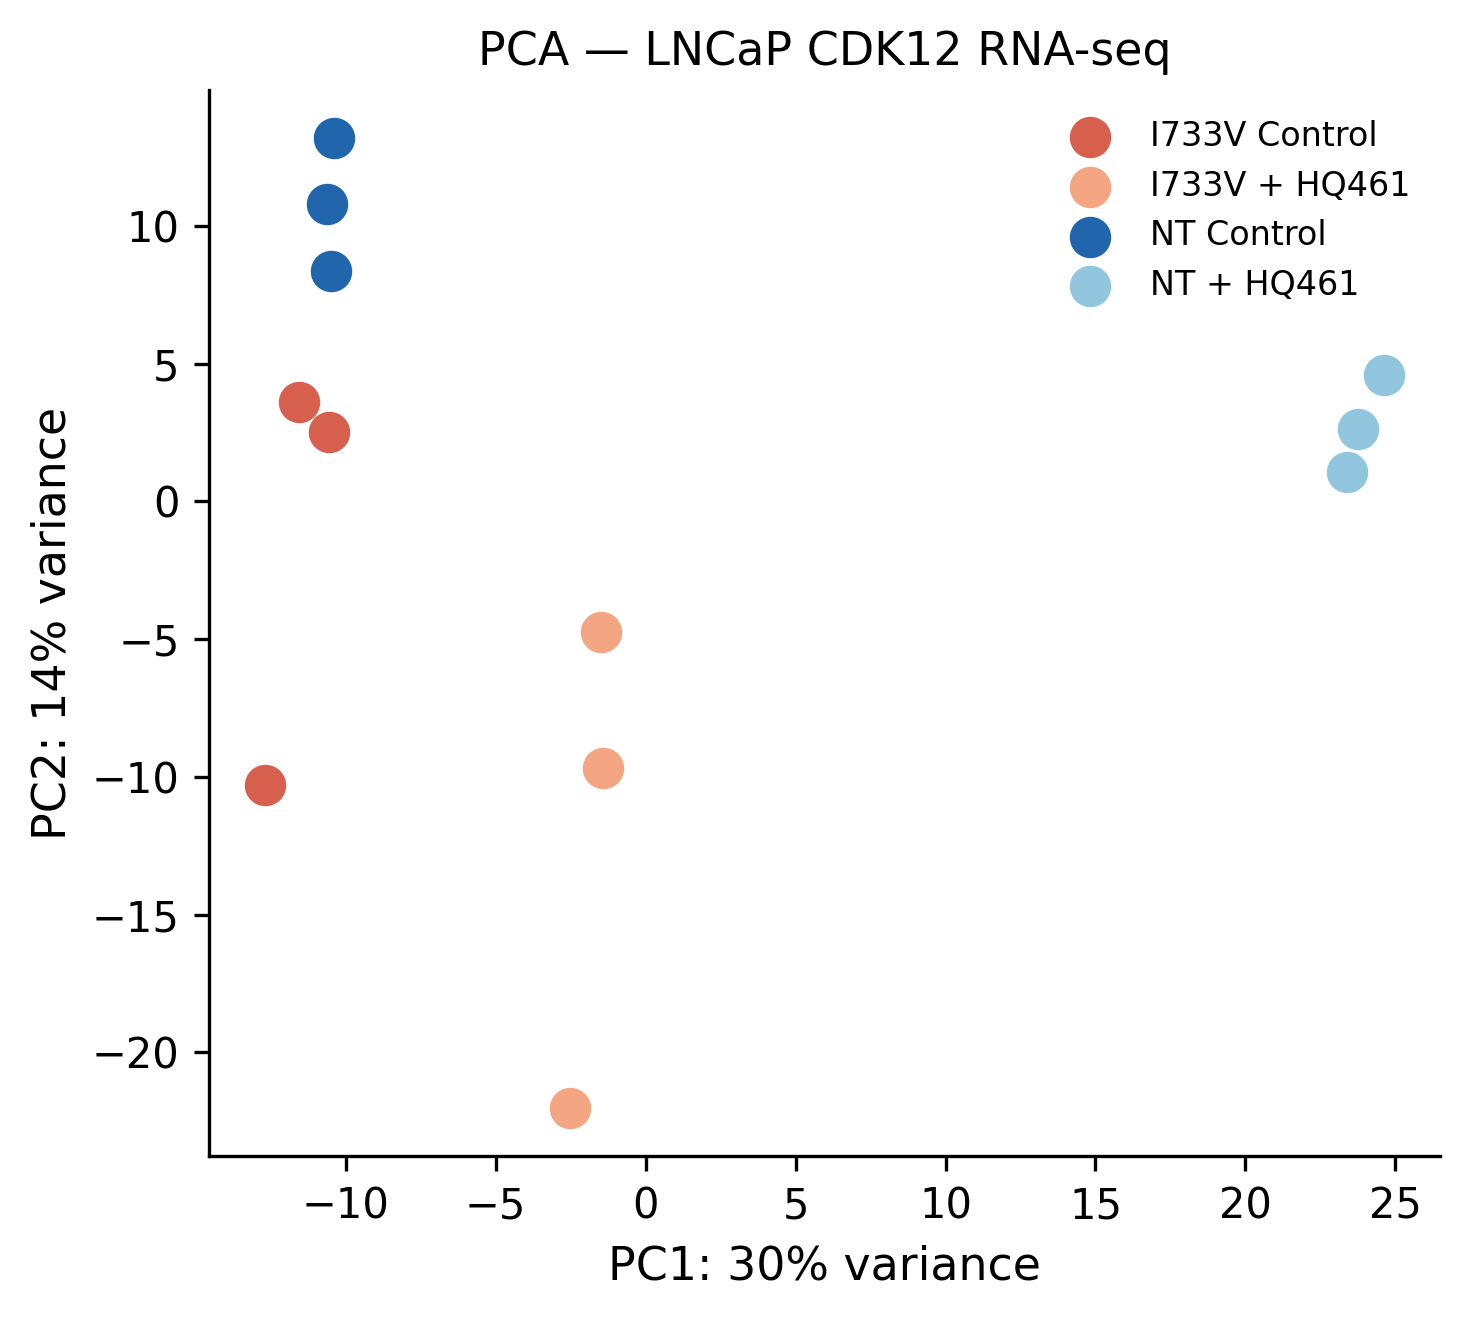 PCA — LNCaP CDK12 RNA-seq
I733V Control
I733V + HQ461
NT Control
NT + HQ461
PC2: 14% variance
10
5
0
−5
−10
−15
−20
−10
−5
0
5
10
15
20
25
PC1: 30% variance